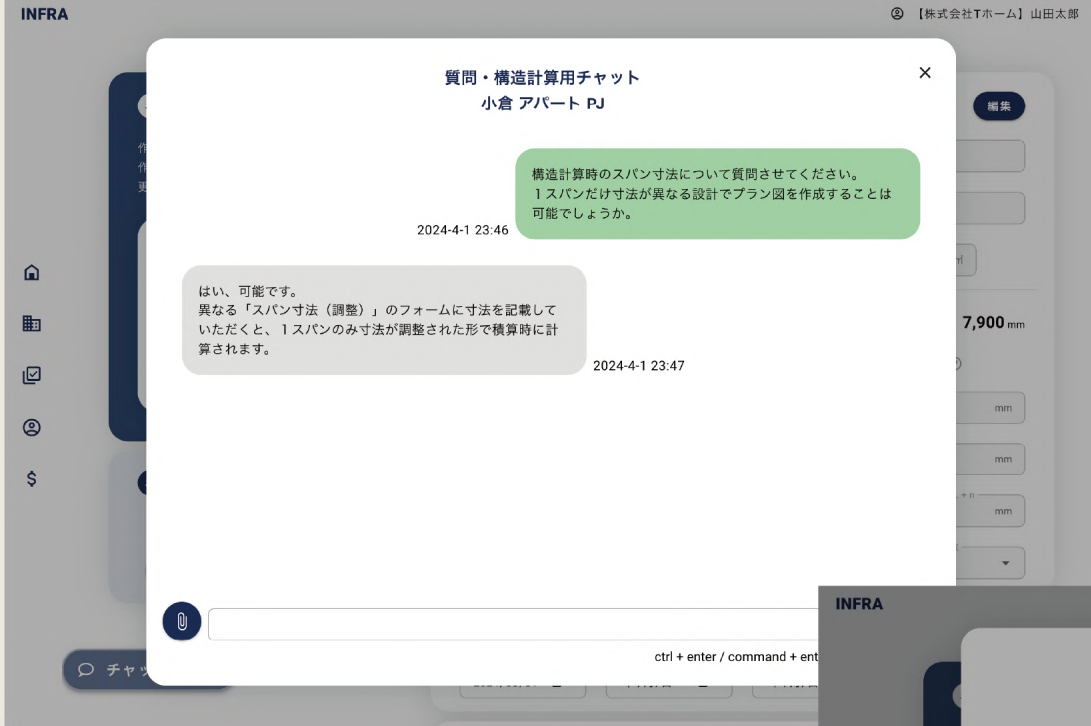 INFRA
【株式会社Tホーム】山田太郎
質問・構造計算用チャット
小倉 アパート PJ
編集
作
作
更
構造計算時のスパン寸法について質問させてください。
１スパンだけ寸法が異なる設計でプラン図を作成することは
可能でしょうか。
2024-4-1 23:46
はい、可能です。
異なる「スパン寸法（調整）」のフォームに寸法を記載して
いただくと、１スパンのみ寸法が調整された形で積算時に計
算されます。
2024-4-1 23:47
㎡
7,900 mm
mm
mm
+ n
mm
ctrl + enter / command + ent
チャッ
INFRA